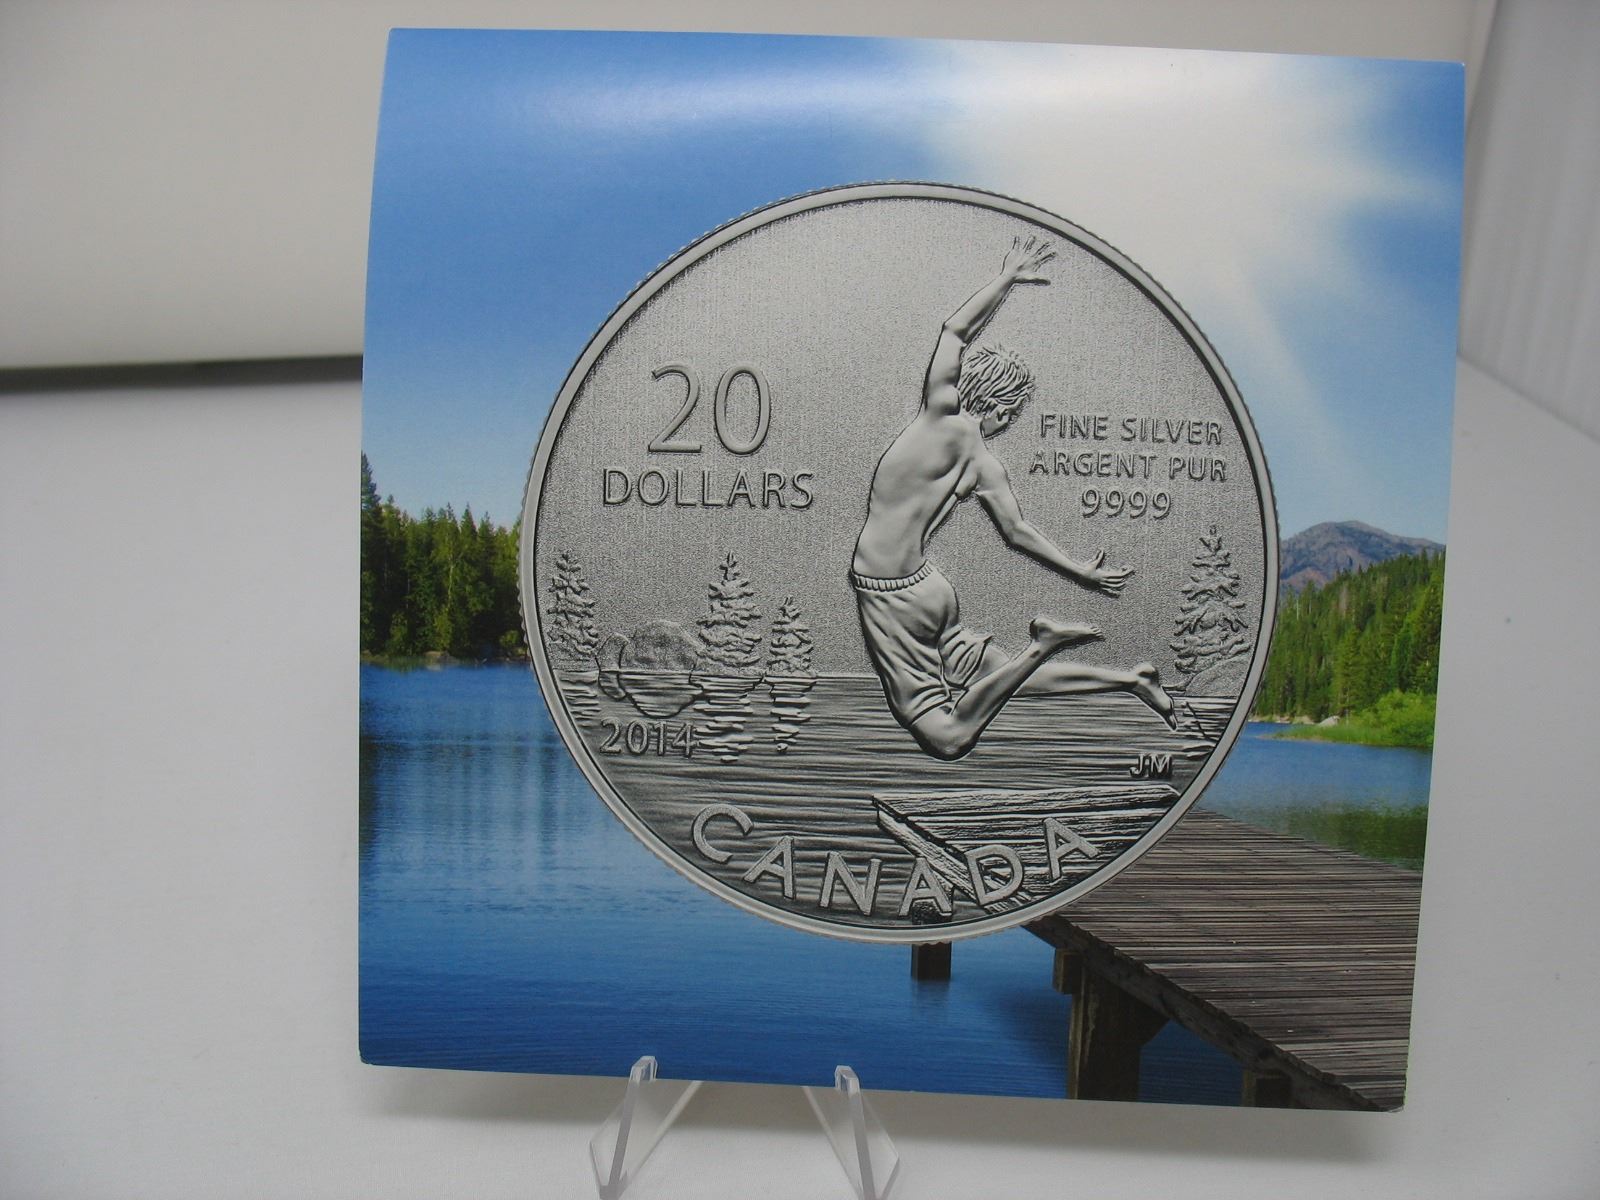 20
DOLLARS
FINE SILVER
ARGENT PUR
9999
2014
JM
CANADA